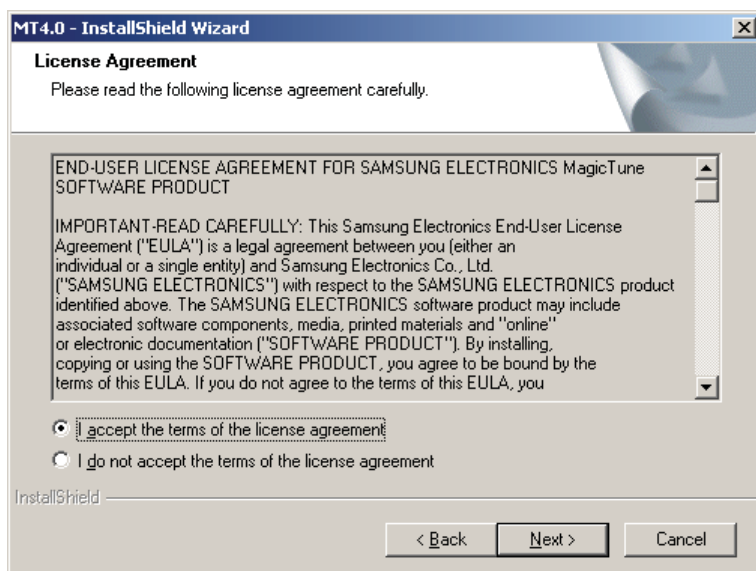 MT4.0 - InstallShield Wizard
License Agreement
Please read the following license agreement carefully.
END-USER LICENSE AGREEMENT FOR SAMSUNG ELECTRONICS MagicTune
SOFTWARE PRODUCT
IMPORTANT-READ CAREFULLY: This Samsung Electronics End-User License
Agreement ("EULA") is a legal agreement between you (either an
individual or a single entity) and Samsung Electronics Co., Ltd.
("SAMSUNG ELECTRONICS") with respect to the SAMSUNG ELECTRONICS product
identified above. The SAMSUNG ELECTRONICS software product may include
associated software components, media, printed materials and "online"
or electronic documentation ("SOFTWARE PRODUCT"). By installing,
copying or using the SOFTWARE PRODUCT, you agree to be bound by the
terms of this EULA. If you do not agree to the terms of this EULA, you
I accept the terms of the license agreement
I do not accept the terms of the license agreement
InstallShield
< Back Next > Cancel